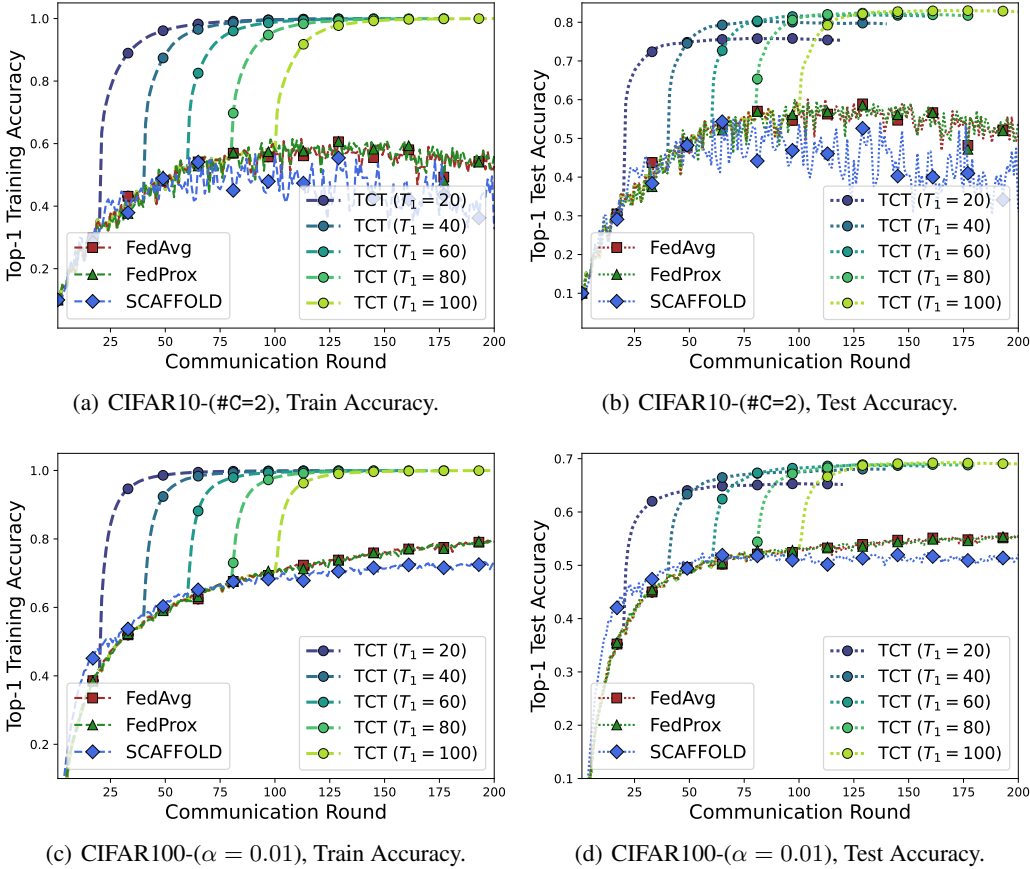 Top-1 Training Accuracy
1.0
0.8
0.6
0.4
0.2
FedAvg
FedProx
SCAFFOLD
TCT (T₁ = 20)
TCT (T₁ = 40)
TCT (T₁ = 60)
TCT (T₁ = 80)
TCT (T₁ = 100)
25 50 75 100 125 150 175 200
Communication Round
(a) CIFAR10-(#C=2), Train Accuracy.
Top-1 Test Accuracy
0.8
0.7
0.6
0.5
0.4
0.3
0.2
0.1
FedAvg
FedProx
SCAFFOLD
TCT (T₁ = 20)
TCT (T₁ = 40)
TCT (T₁ = 60)
TCT (T₁ = 80)
TCT (T₁ = 100)
25 50 75 100 125 150 175 200
Communication Round
(b) CIFAR10-(#C=2), Test Accuracy.
Top-1 Training Accuracy
1.0
0.8
0.6
0.4
0.2
FedAvg
FedProx
SCAFFOLD
TCT (T₁ = 20)
TCT (T₁ = 40)
TCT (T₁ = 60)
TCT (T₁ = 80)
TCT (T₁ = 100)
25 50 75 100 125 150 175 200
Communication Round
(c) CIFAR100-(α = 0.01), Train Accuracy.
Top-1 Test Accuracy
0.7
0.6
0.5
0.4
0.3
0.2
0.1
FedAvg
FedProx
SCAFFOLD
TCT (T₁ = 20)
TCT (T₁ = 40)
TCT (T₁ = 60)
TCT (T₁ = 80)
TCT (T₁ = 100)
25 50 75 100 125 150 175 200
Communication Round
(d) CIFAR100-(α = 0.01), Test Accuracy.